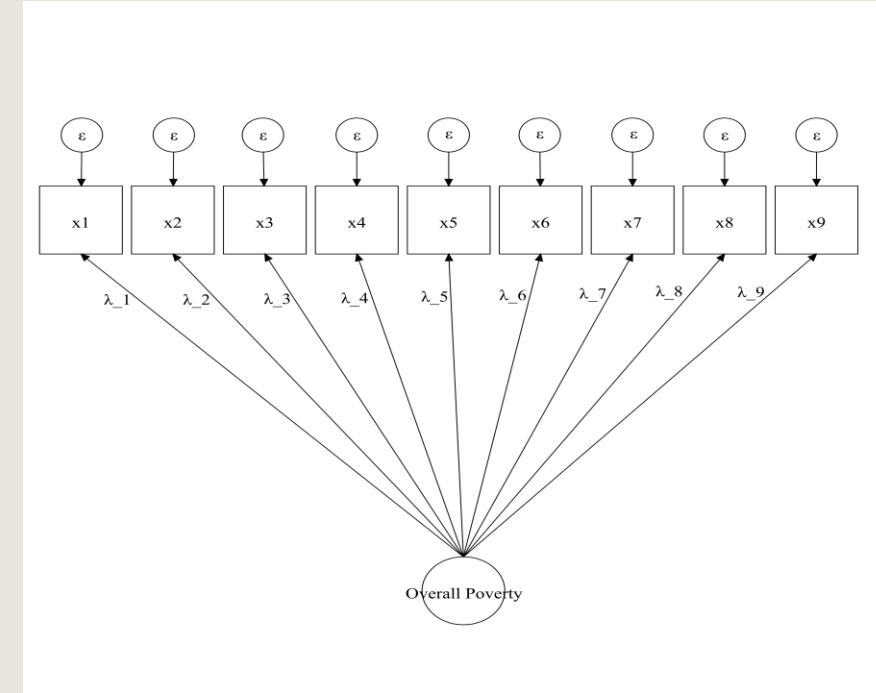 ε ε ε ε ε ε ε ε ε
x1 x2 x3 x4 x5 x6 x7 x8 x9
λ_1 λ_2 λ_3 λ_4 λ_5 λ_6 λ_7 λ_8 λ_9
Overall Poverty